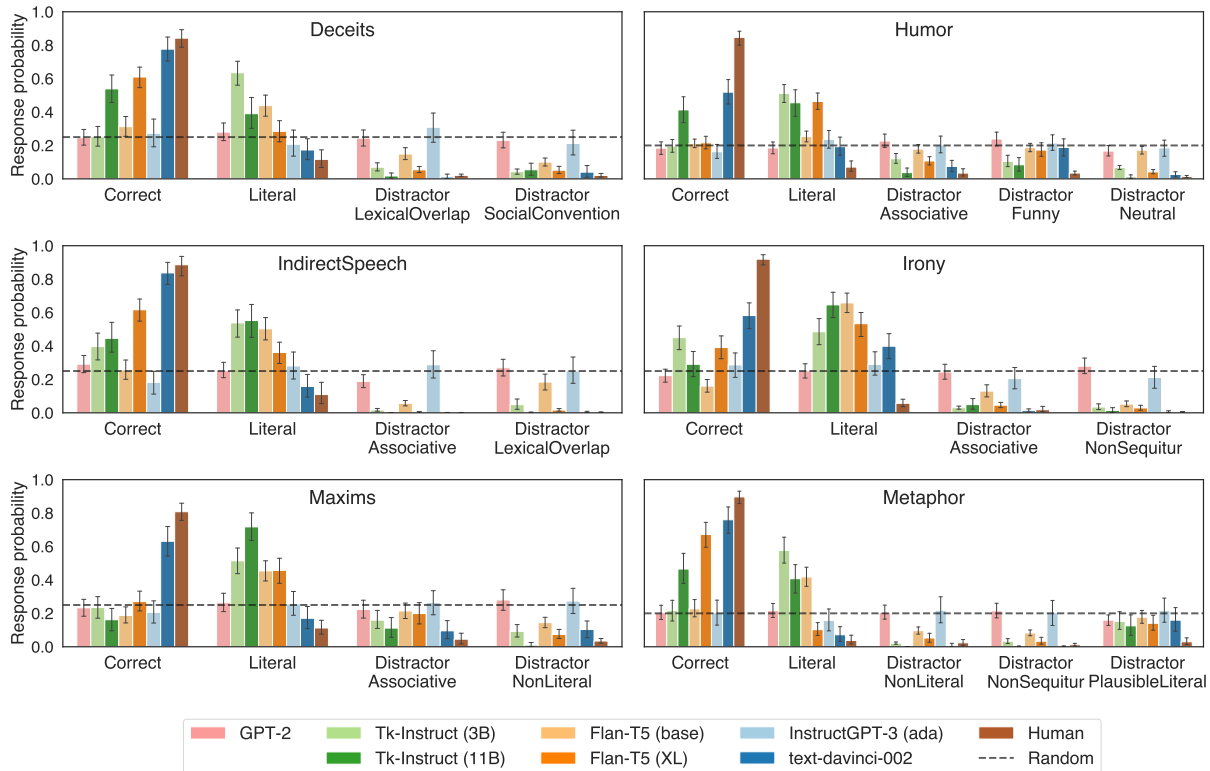 Deceits
Response probability
1.0
0.8
0.6
0.4
0.2
0.0
Correct
Literal
Distractor
LexicalOverlap
Distractor
SocialConvention
Humor
Correct
Literal
Distractor
Associative
Distractor
Funny
Distractor
Neutral
IndirectSpeech
Response probability
1.0
0.8
0.6
0.4
0.2
0.0
Correct
Literal
Distractor
Associative
Distractor
LexicalOverlap
Irony
Correct
Literal
Distractor
Associative
Distractor
NonSequitur
Maxims
Response probability
1.0
0.8
0.6
0.4
0.2
0.0
Correct
Literal
Distractor
Associative
Distractor
NonLiteral
Metaphor
Correct
Literal
Distractor
NonLiteral
Distractor
NonSequitur
Distractor
PlausibleLiteral
GPT-2
Tk-Instruct (3B)
Tk-Instruct (11B)
Flan-T5 (base)
Flan-T5 (XL)
InstructGPT-3 (ada)
text-davinci-002
Human
Random